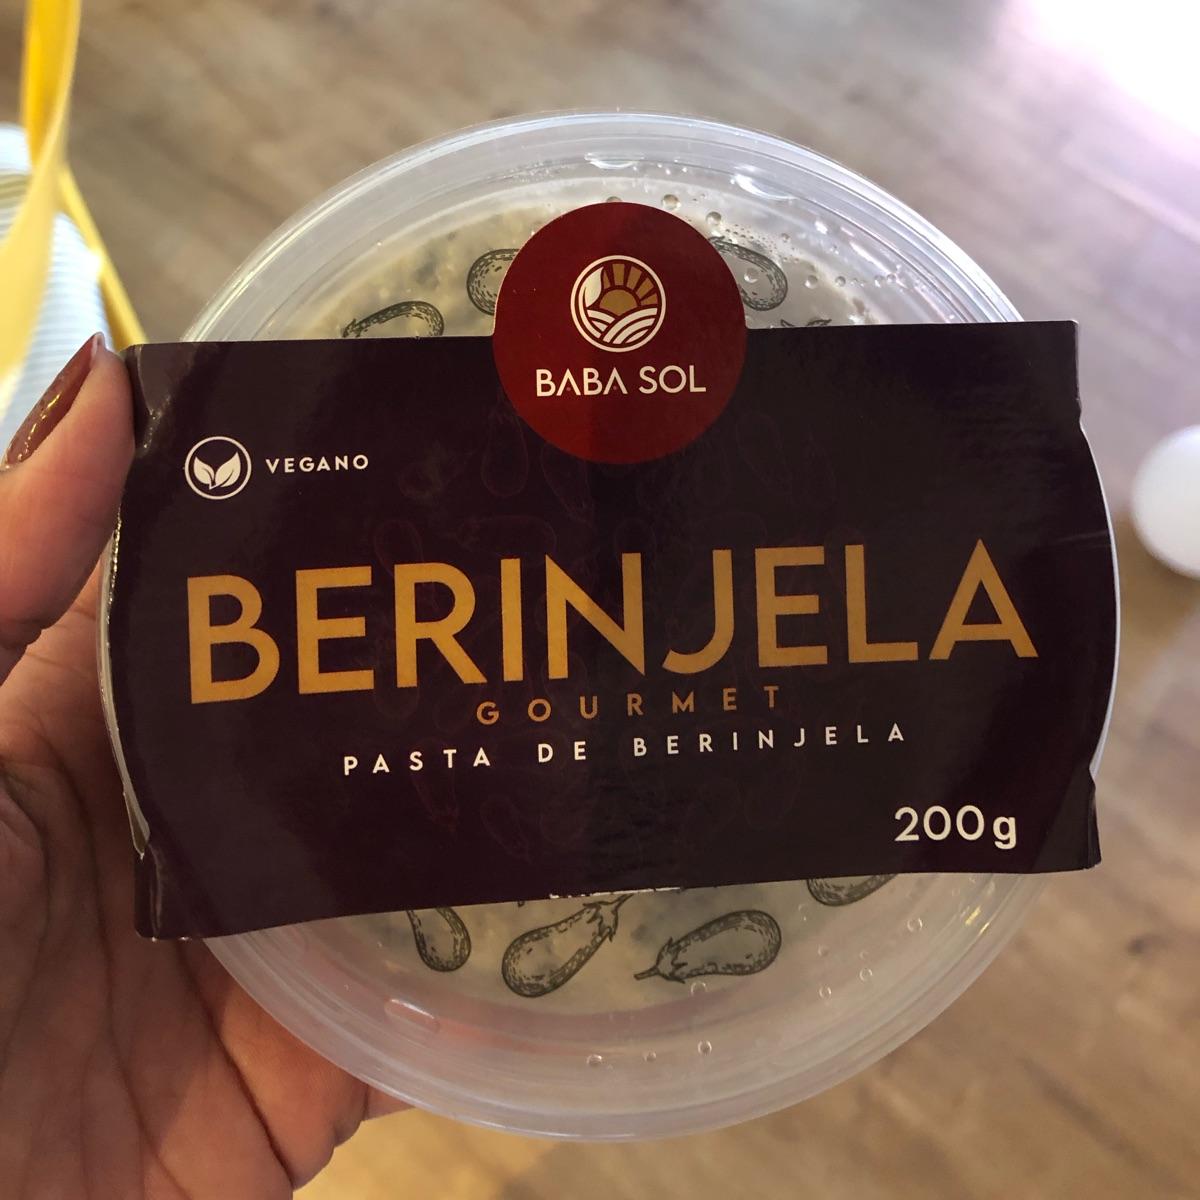 BABA SOL
VEGANO
BERINJELA
GOURMET
PASTA DE BERINJELA
200g